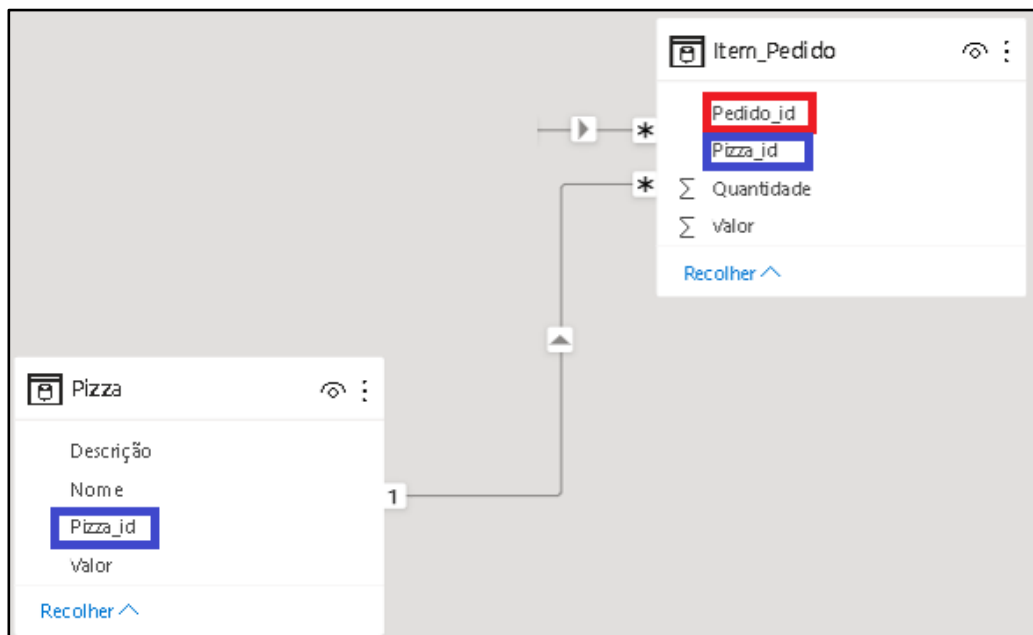 Item_Pedido
Pedido_id
*
Pizza_id
*
Σ Quantidade
Σ Valor
Recolher
Pizza
Descrição
Nome
1
Pizza_id
Valor
Recolher